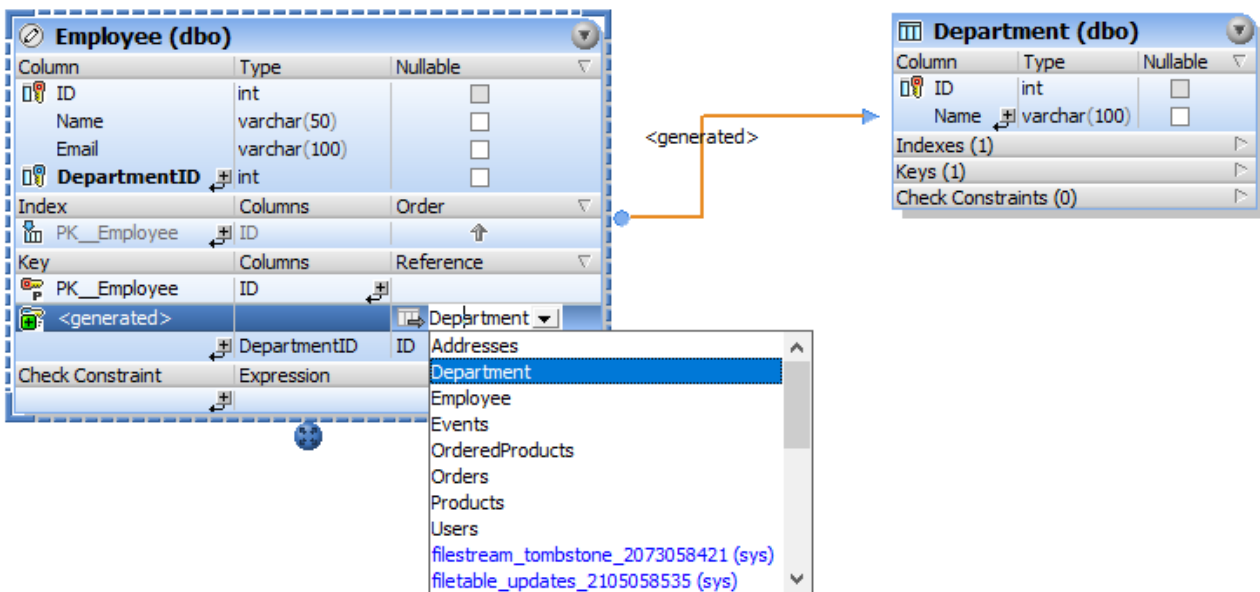 Employee (dbo)
Column Type Nullable
ID int
Name varchar(50)
Email varchar(100)
DepartmentID int
Index Columns Order
PK__Employee ID
Key Columns Reference
P PK__Employee ID
<generated> Department
DepartmentID ID
Check Constraint Expression
Addresses
Department
Employee
Events
OrderedProducts
Orders
Products
Users
filestream_tombstone_2073058421 (sys)
filetable_updates_2105058535 (sys)
<generated>
Department (dbo)
Column Type Nullable
ID int
Name varchar(100)
Indexes (1)
Keys (1)
Check Constraints (0)